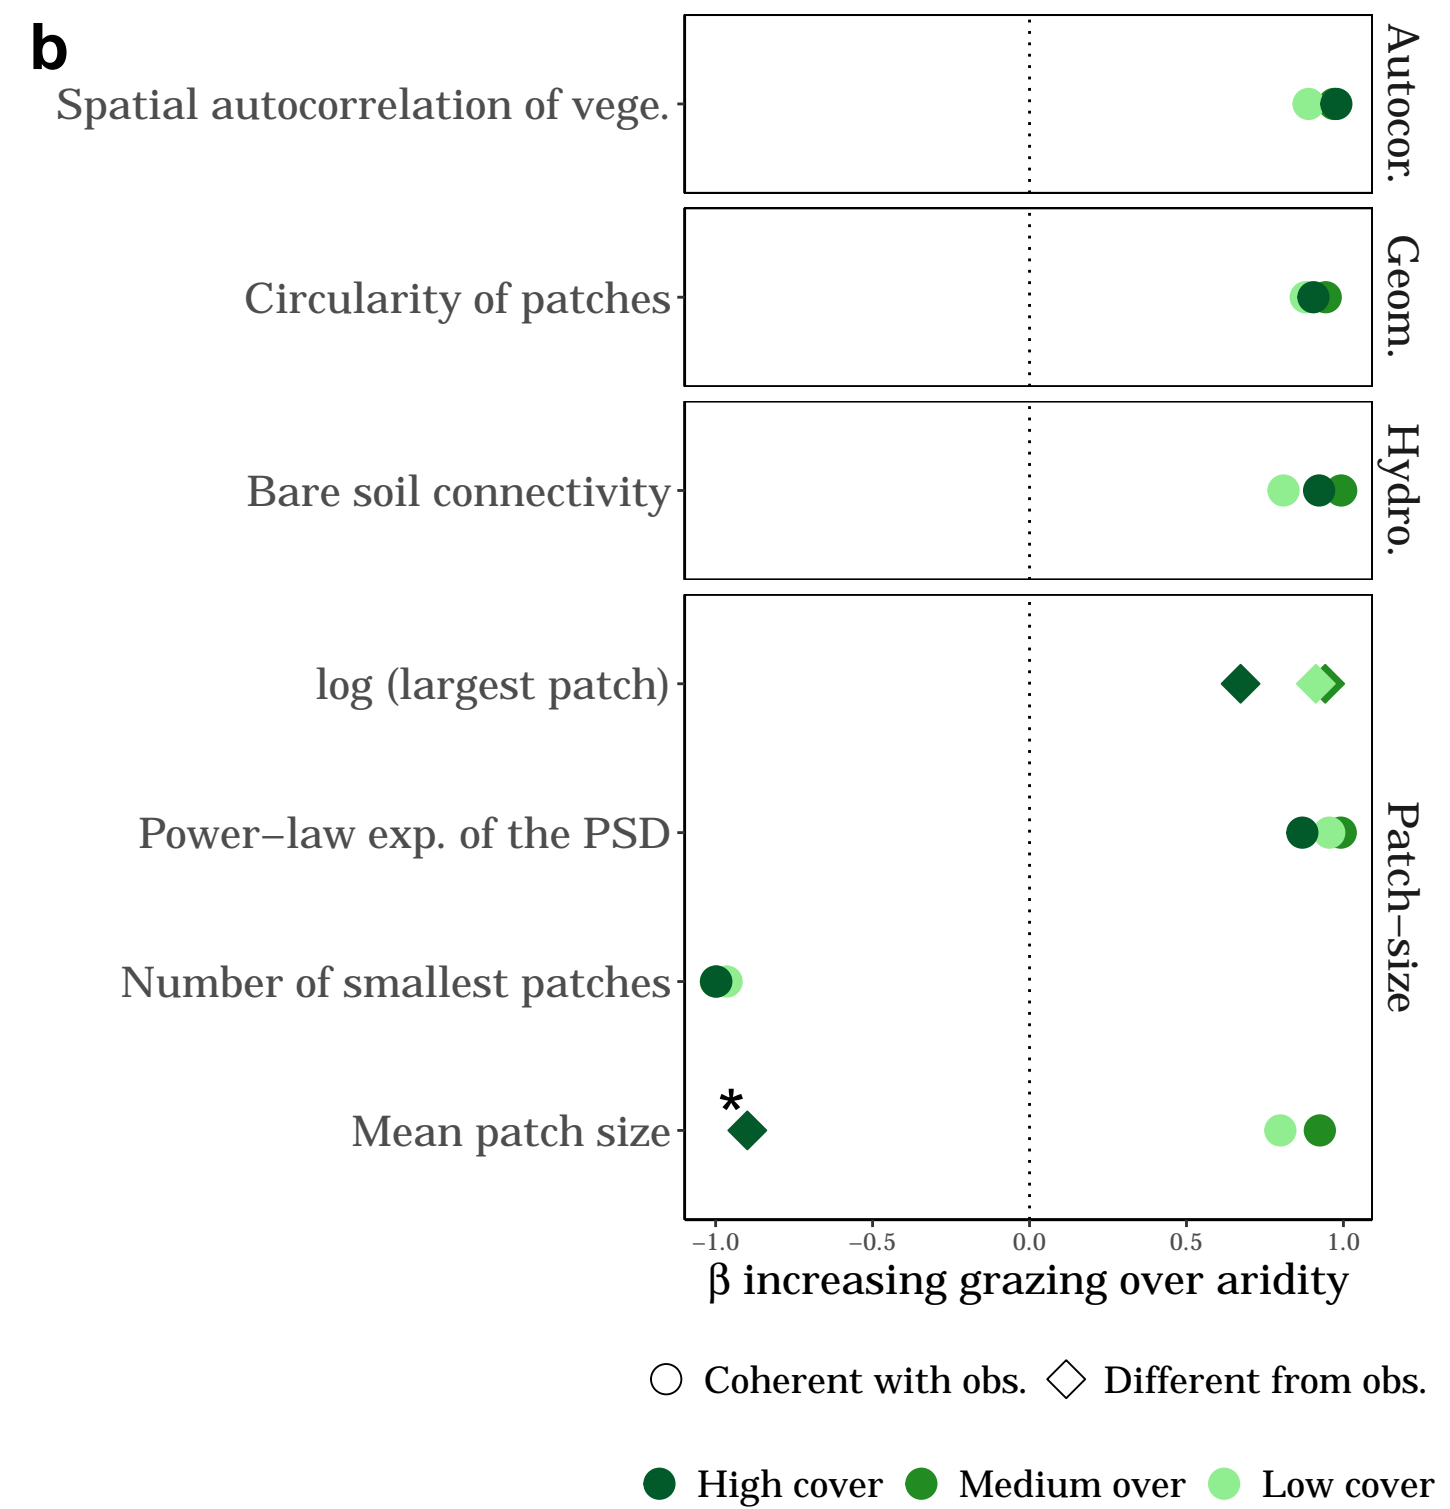 b
Spatial autocorrelation of vege.
Autocor.
Circularity of patches
Geom.
Bare soil connectivity
Hydro.
log (largest patch)
Power−law exp. of the PSD
Number of smallest patches
*
Mean patch size
Patch−size
−1.0 −0.5 0.0 0.5 1.0
β increasing grazing over aridity
Coherent with obs. Different from obs.
High cover Medium over Low cover